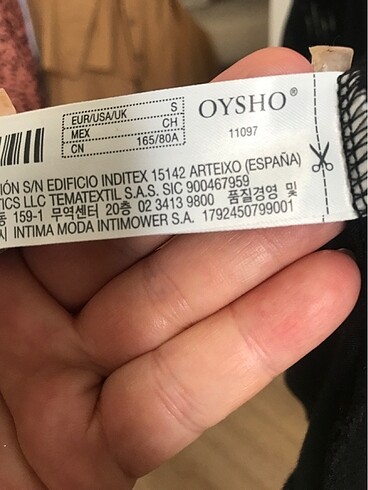 EUR/USA/UK S
MEX CH
CN 165/80A
OYSHO®
11097
IÓN S/N EDIFICIO INDITEX 15142 ARTEIXO (ESPAÑA)
TICS LLC TEMATEXTIL S.A.S. SIC 900467959
동 159-1 무역센터 20층 02 3413 9800 품질경영 및
INTIMA MODA INTIMOWER S.A. 1792450799001